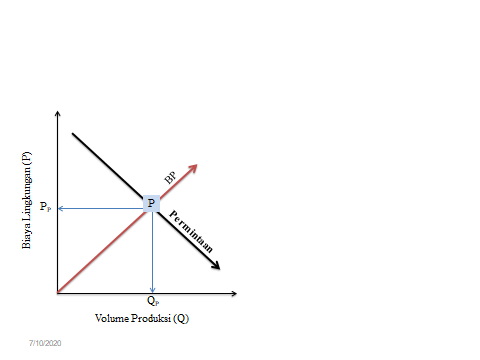 Biaya Lingkungan (P)
BP
P
PP
Permintaan
QP
Volume Produksi (Q)
7/10/2020